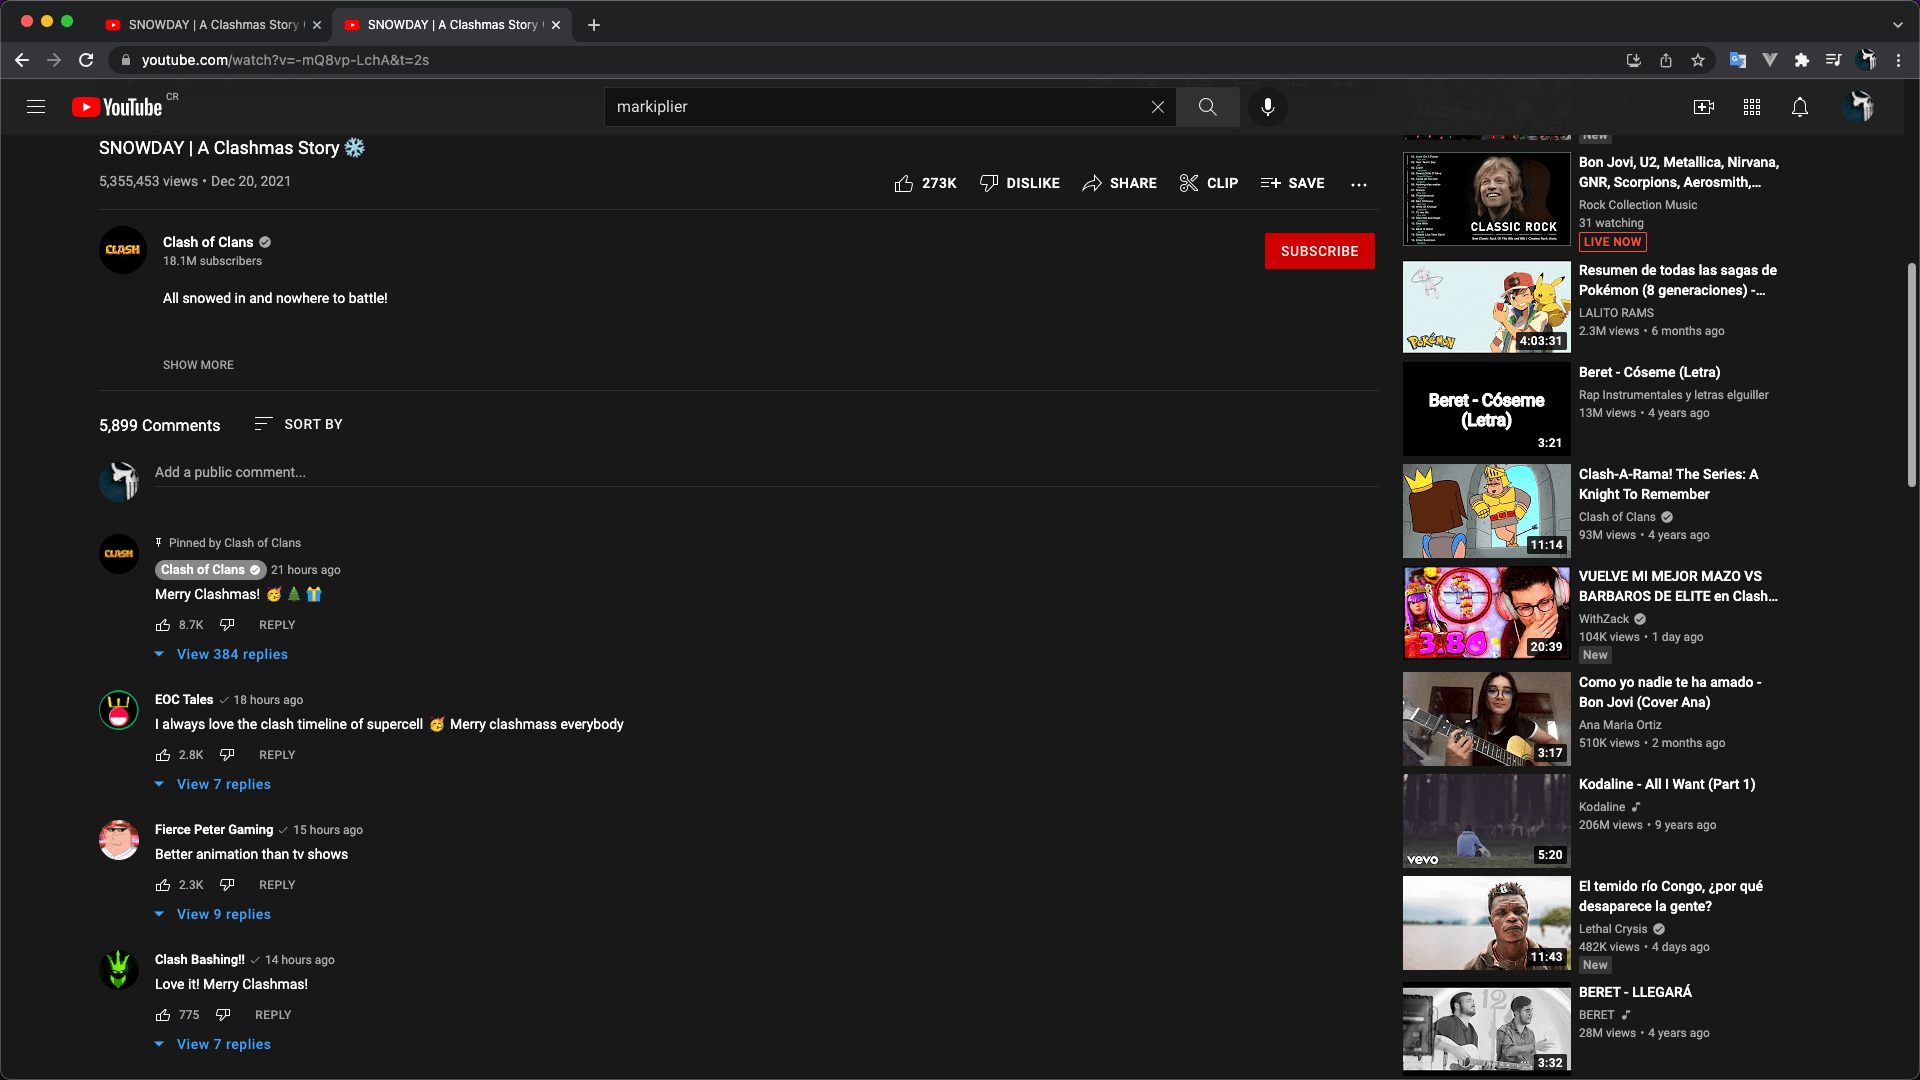 SNOWDAY | A Clashmas Story
SNOWDAY | A Clashmas Story
youtube.com/watch?v=-mQ8vp-LchA&t=2s
YouTube CR
markiplier
SNOWDAY | A Clashmas Story ❄️
5,355,453 views • Dec 20, 2021
273K DISLIKE SHARE CLIP SAVE
CLASH
Clash of Clans
18.1M subscribers
SUBSCRIBE
All snowed in and nowhere to battle!
SHOW MORE
5,899 Comments SORT BY
Add a public comment...
CLASH
Pinned by Clash of Clans
Clash of Clans 21 hours ago
Merry Clashmas! 🥳🎄🎁
8.7K REPLY
View 384 replies
EOC Tales 18 hours ago
I always love the clash timeline of supercell 🥳 Merry clashmass everybody
2.8K REPLY
View 7 replies
Fierce Peter Gaming 15 hours ago
Better animation than tv shows
2.3K REPLY
View 9 replies
Clash Bashing!! 14 hours ago
Love it! Merry Clashmas!
775 REPLY
View 7 replies
New
CLASSIC ROCK
Bon Jovi, U2, Metallica, Nirvana,
GNR, Scorpions, Aerosmith,...
Rock Collection Music
31 watching
LIVE NOW
POKÉMON
4:03:31
Resumen de todas las sagas de
Pokémon (8 generaciones) -...
LALITO RAMS
2.3M views • 6 months ago
Beret - Cóseme
(Letra)
3:21
Beret - Cóseme (Letra)
Rap Instrumentales y letras elguiller
13M views • 4 years ago
11:14
Clash-A-Rama! The Series: A
Knight To Remember
Clash of Clans
93M views • 4 years ago
3.80
20:39
VUELVE MI MEJOR MAZO VS
BARBAROS DE ELITE en Clash...
WithZack
104K views • 1 day ago
New
3:17
Como yo nadie te ha amado -
Bon Jovi (Cover Ana)
Ana Maria Ortiz
510K views • 2 months ago
vevo
5:20
Kodaline - All I Want (Part 1)
Kodaline
206M views • 9 years ago
11:43
El temido río Congo, ¿por qué
desaparece la gente?
Lethal Crysis
482K views • 4 days ago
New
12
3:32
BERET - LLEGARÁ
BERET
28M views • 4 years ago